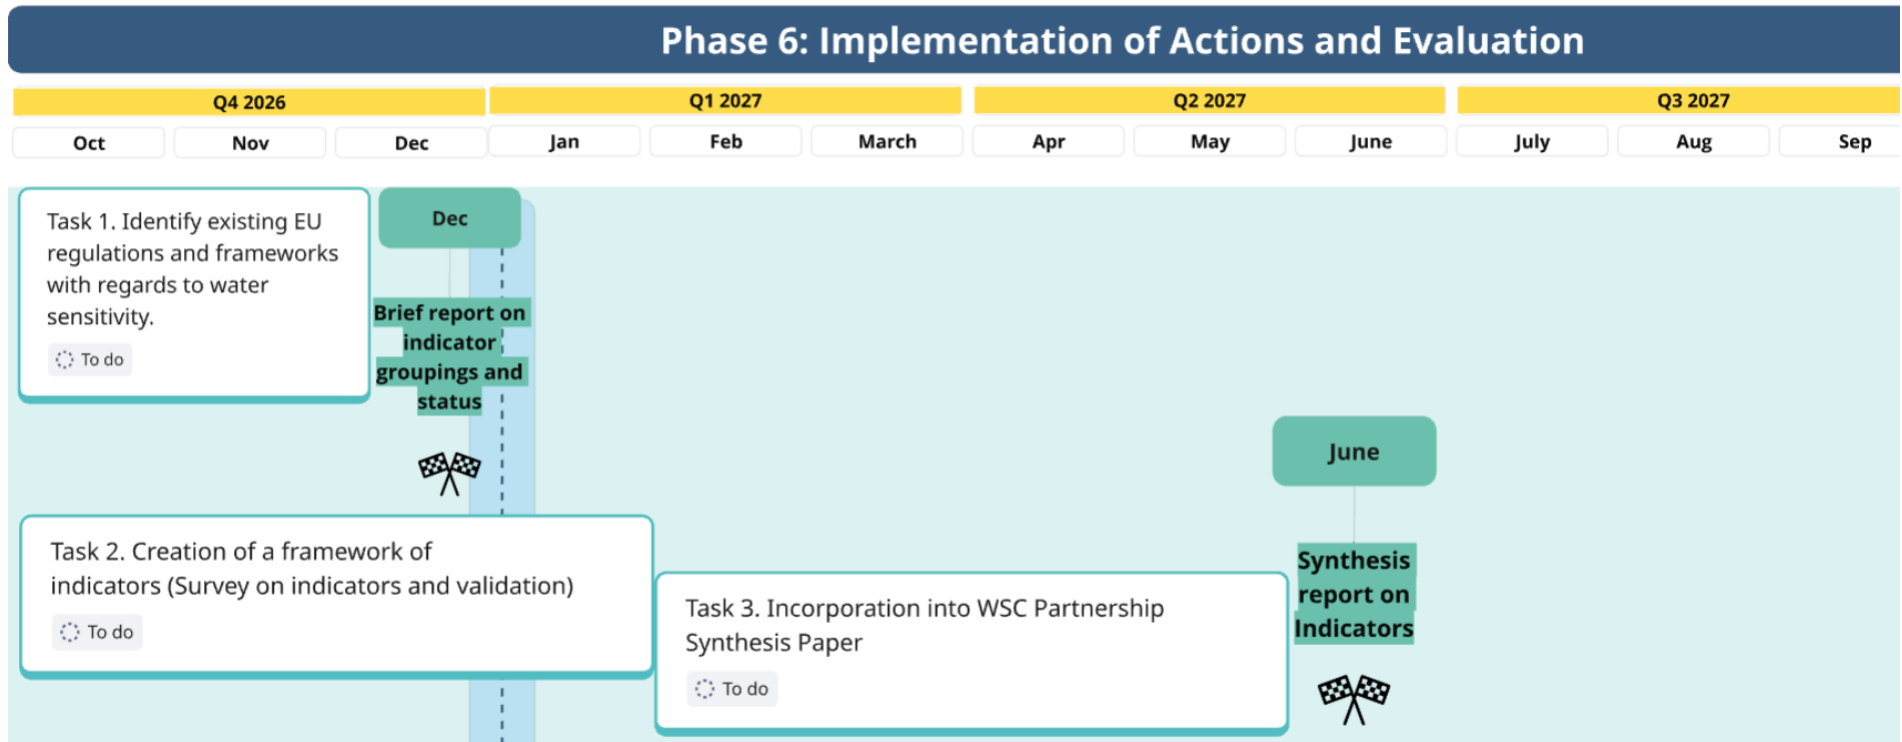 Phase 6: Implementation of Actions and Evaluation
Q4 2026
Q1 2027
Q2 2027
Q3 2027
Oct
Nov
Dec
Jan
Feb
March
Apr
May
June
July
Aug
Sep
Task 1. Identify existing EU
regulations and frameworks
with regards to water
sensitivity.
To do
Dec
Brief report on
indicator
groupings and
status
June
Synthesis
report on
Indicators
Task 2. Creation of a framework of
indicators (Survey on indicators and validation)
To do
Task 3. Incorporation into WSC Partnership
Synthesis Paper
To do